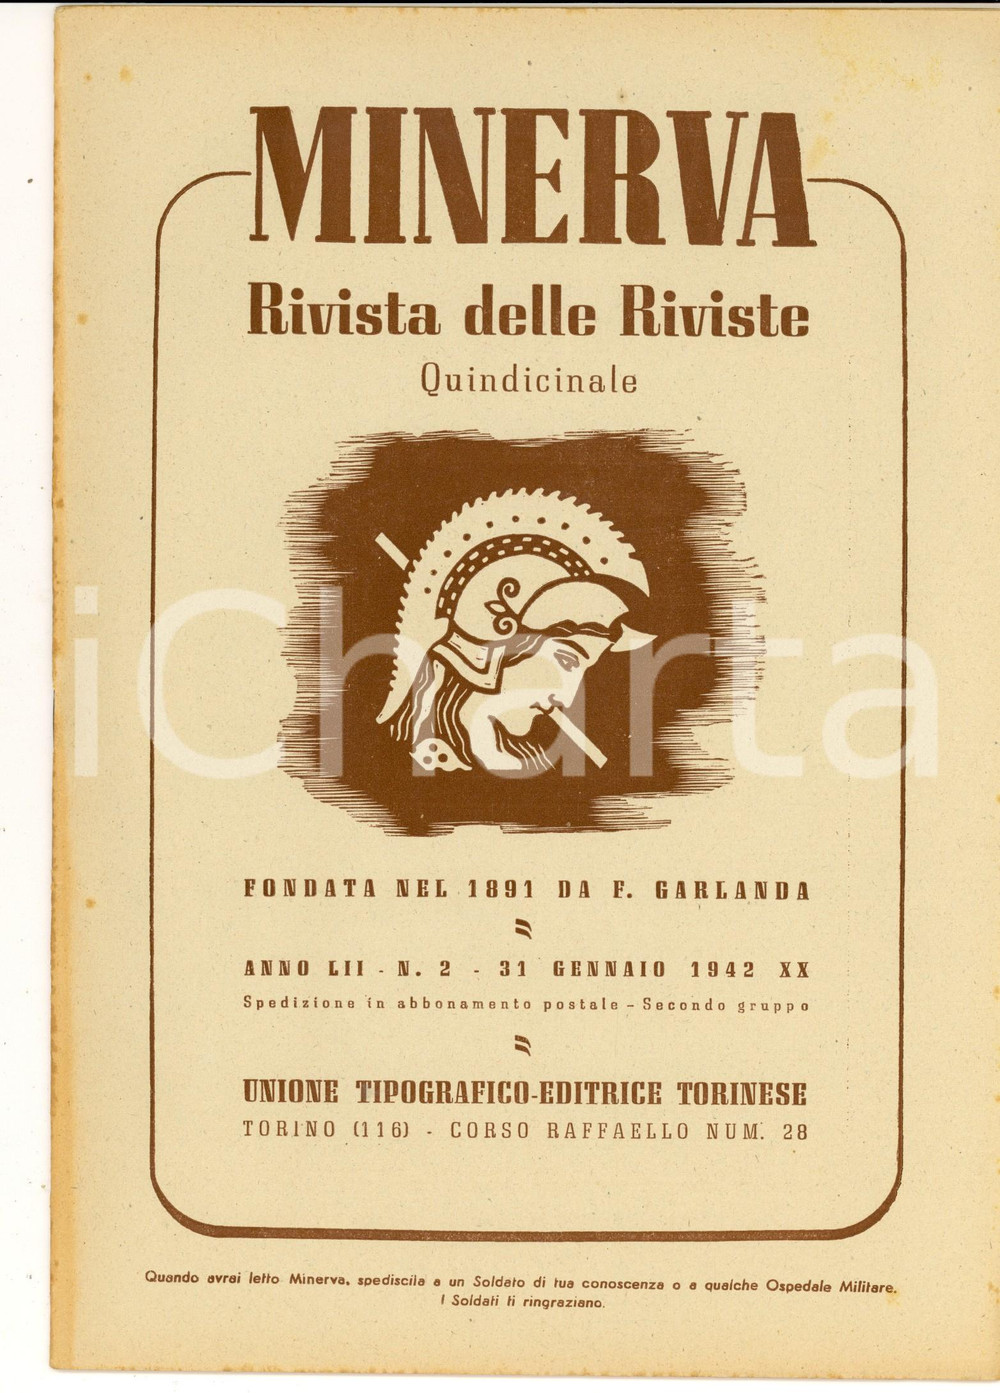 MINERVA
Rivista delle Riviste
Quindicinale
iCharta
FONDATA NEL 1891 DA F. GARLANDA
ANNO LII - N. 2 - 31 GENNAIO 1942 XX
Spedizione in abbonamento postale - Secondo gruppo
UNIONE TIPOGRAFICO-EDITRICE TORINESE
TORINO (116) - CORSO RAFFAELLO NUM. 28
Quando avrai letto Minerva, spediscila a un Soldato di tua conoscenza o a qualche Ospedale Militare.
I Soldati ti ringraziano.